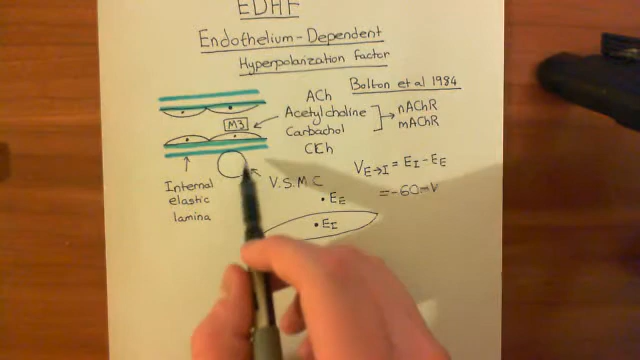 EDHF
Endothelium-Dependent
Hyperpolarization factor
Bolton et al 1984
ACh
Acetylcholine
Carbachol
CCh
nAChR
mAChR
M3
Internal
elastic
lamina
V.S.M.C
V E→I = E I - E E
= -60mV
E E
E I